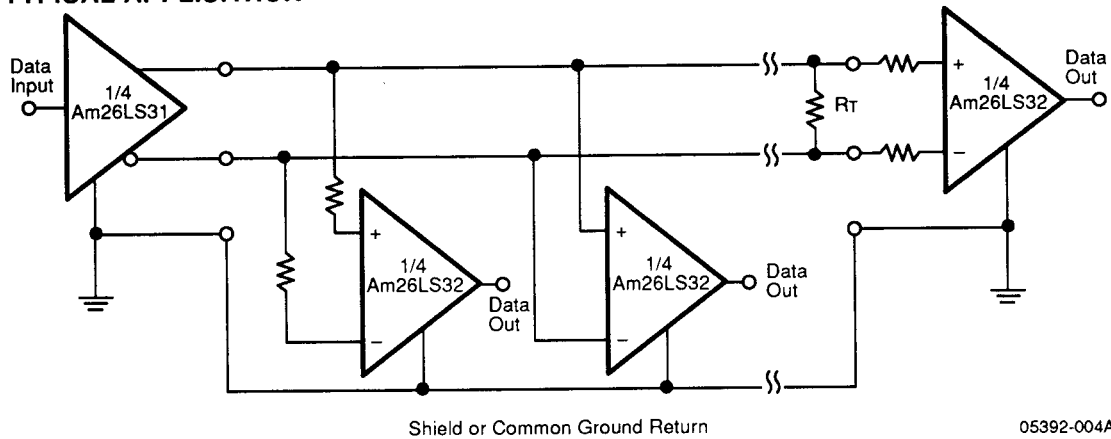 TYPICAL APPLICATION
Data
Input
1/4
Am26LS31
RT
+
−
1/4
Am26LS32
Data
Out
+
−
1/4
Am26LS32
Data
Out
+
−
1/4
Am26LS32
Data
Out
Shield or Common Ground Return
05392-004A